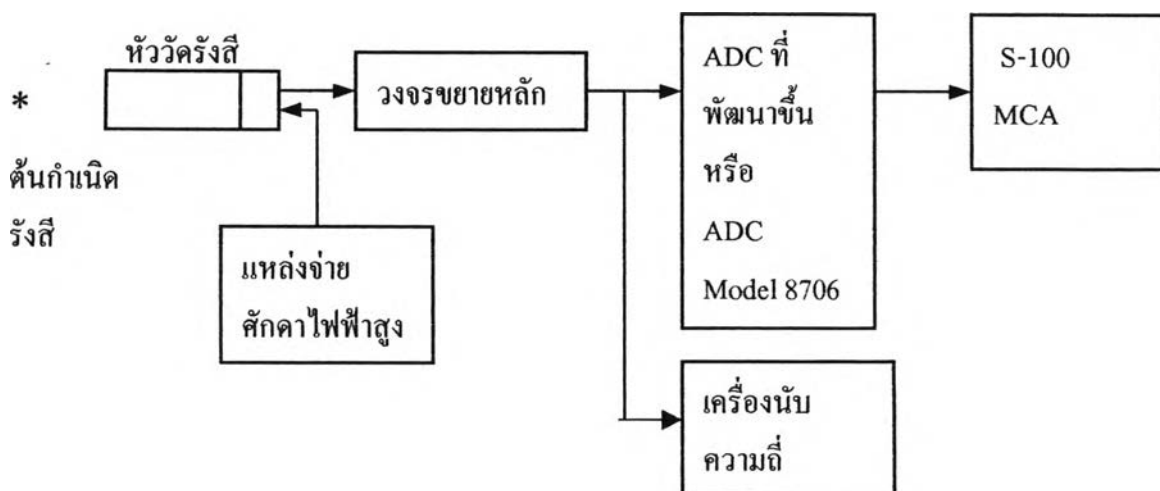 หัววัดรังสี
*
ต้นกำเนิด
รังสี
วงจรขยายหลัก
แหล่งจ่าย
ศักดาไฟฟ้าสูง
ADC ที่
พัฒนาขึ้น
หรือ
ADC
Model 8706
S-100
MCA
เครื่องนับ
ความถี่